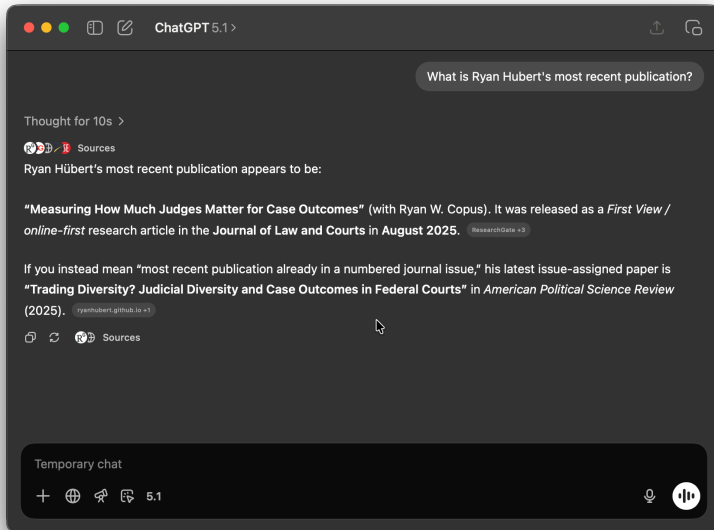 ChatGPT 5.1 >
What is Ryan Hubert's most recent publication?
Thought for 10s >
Sources
Ryan Hübert's most recent publication appears to be:
“Measuring How Much Judges Matter for Case Outcomes” (with Ryan W. Copus). It was released as a First View /
online-first research article in the Journal of Law and Courts in August 2025. ResearchGate +3
If you instead mean “most recent publication already in a numbered journal issue,” his latest issue-assigned paper is
“Trading Diversity? Judicial Diversity and Case Outcomes in Federal Courts” in American Political Science Review
(2025). ryanhubert.github.io +1
Sources
Temporary chat
5.1